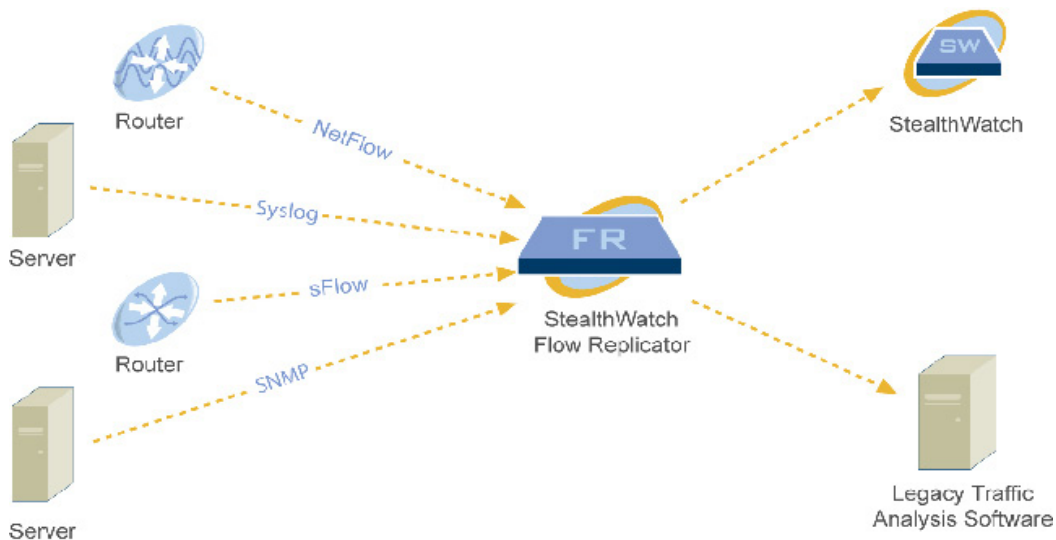 Router
NetFlow
SW
StealthWatch
Server
Syslog
FR
StealthWatch
Flow Replicator
sFlow
Router
SNMP
Server
Legacy Traffic
Analysis Software